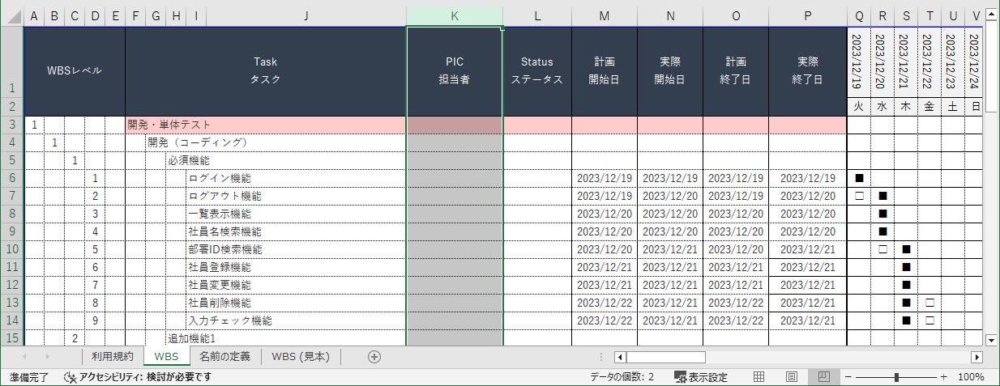 A B C D E F G H I J K L M N O P Q R S T U V
1 WBSレベル Task タスク PIC 担当者 Status ステータス 計画 開始日 実際 開始日 計画 終了日 実際 終了日 2023/12/19 2023/12/20 2023/12/21 2023/12/22 2023/12/23 2023/12/24
2 火 水 木 金 土 日
3 1 開発・単体テスト
4 1 開発（コーディング）
5 1 必須機能
6 1 ログイン機能 2023/12/19 2023/12/19 2023/12/19 2023/12/19 ■
7 2 ログアウト機能 2023/12/19 2023/12/20 2023/12/19 2023/12/20 □ ■
8 3 一覧表示機能 2023/12/20 2023/12/20 2023/12/20 2023/12/20 ■
9 4 社員名検索機能 2023/12/20 2023/12/20 2023/12/20 2023/12/20 ■
10 5 部署ID検索機能 2023/12/20 2023/12/21 2023/12/20 2023/12/21 □ ■
11 6 社員登録機能 2023/12/21 2023/12/21 2023/12/21 2023/12/21 ■
12 7 社員変更機能 2023/12/21 2023/12/21 2023/12/21 2023/12/21 ■
13 8 社員削除機能 2023/12/22 2023/12/21 2023/12/22 2023/12/21 ■ □
14 9 入力チェック機能 2023/12/22 2023/12/21 2023/12/22 2023/12/21 ■ □
15 2 追加機能1
利用規約 WBS 名前の定義 WBS (見本)
準備完了 アクセシビリティ: 検討が必要です データの個数: 2 表示設定 100%